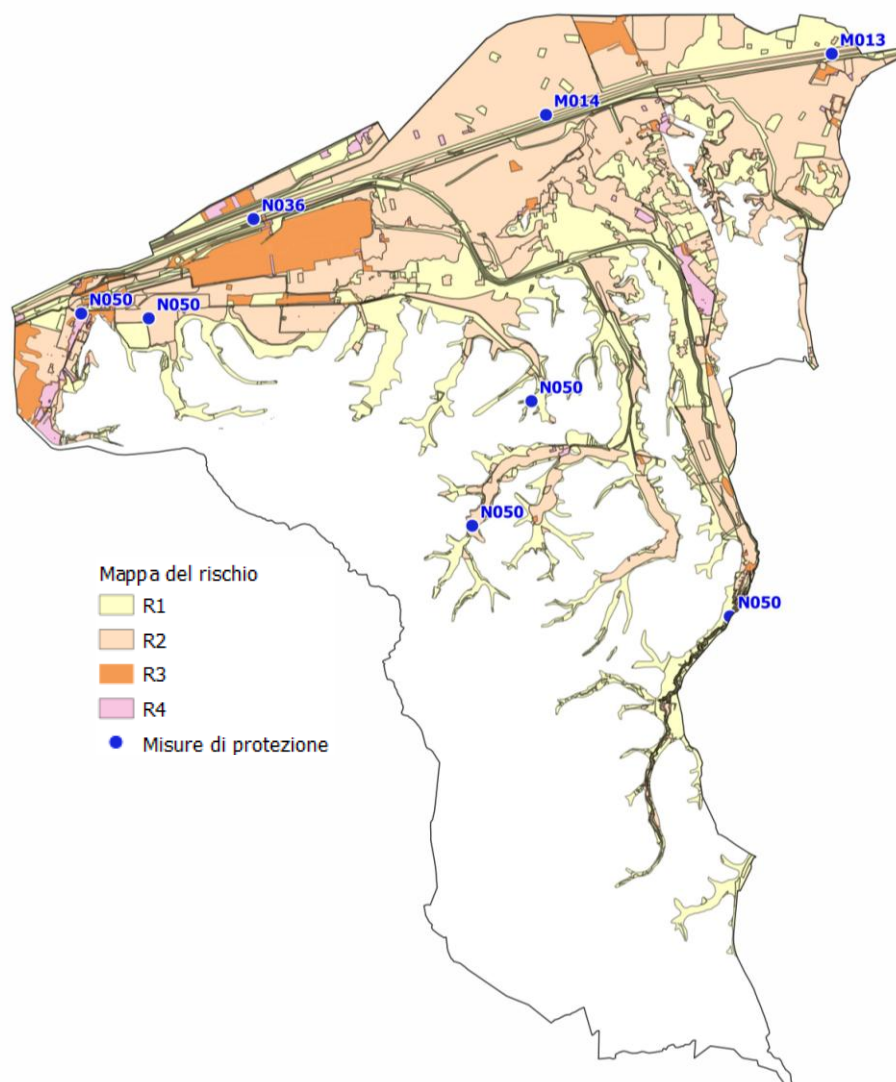 M013
M014
N036
N050
N050
N050
N050
N050
Mappa del rischio
R1
R2
R3
R4
Misure di protezione